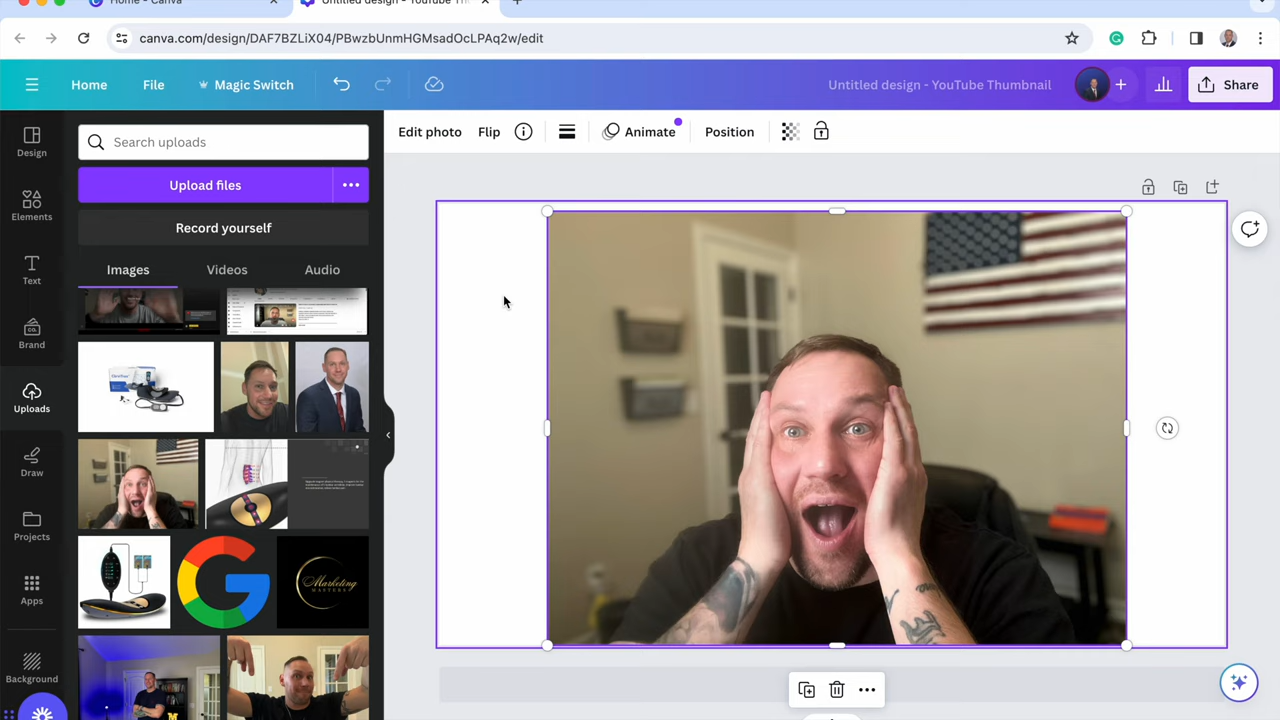 Home - Canva
Untitled design - YouTube Th
canva.com/design/DAF7BZLiX04/PBwzbUnmHGMsadOcLPAq2w/edit
Home
File
Magic Switch
Untitled design - YouTube Thumbnail
Share
Design
Elements
Text
Brand
Uploads
Draw
Projects
Apps
Background
Search uploads
Upload files
Record yourself
Images
Videos
Audio
Marketing
MASTERS
Edit photo
Flip
Animate
Position